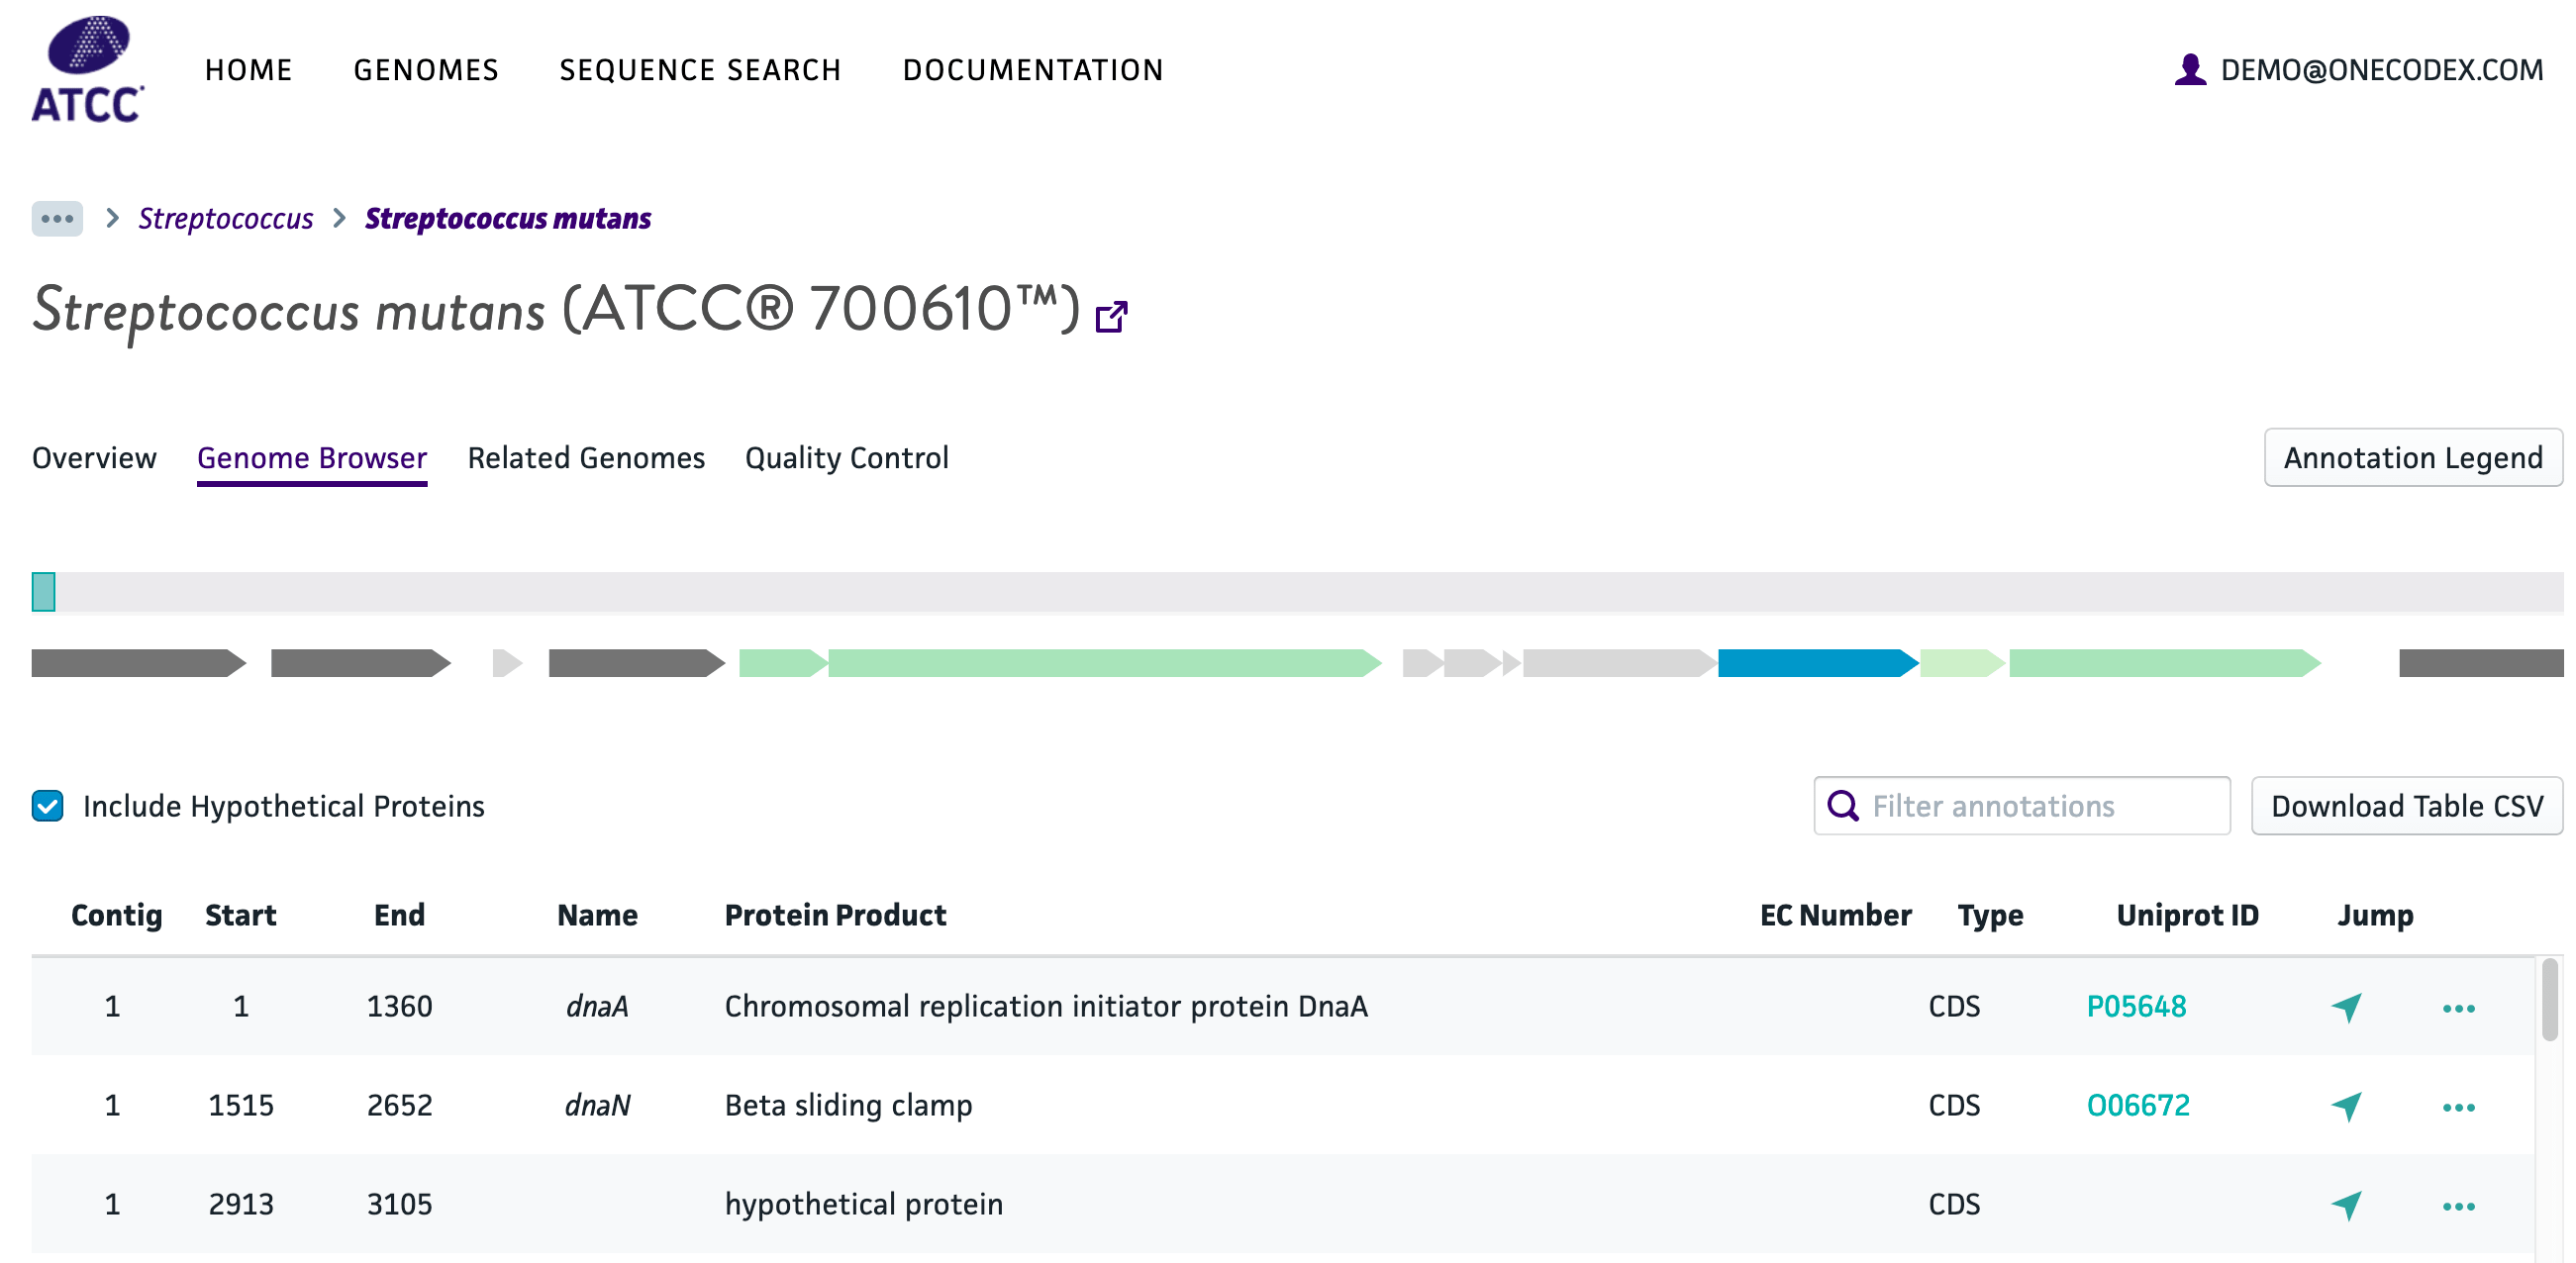 ATCC
HOME GENOMES SEQUENCE SEARCH DOCUMENTATION
DEMO@ONECODEX.COM
••• > Streptococcus > Streptococcus mutans
Streptococcus mutans (ATCC® 700610™)
Overview Genome Browser Related Genomes Quality Control
Annotation Legend
Include Hypothetical Proteins
Filter annotations
Download Table CSV
Contig Start End Name Protein Product EC Number Type Uniprot ID Jump
1 1 1360 dnaA Chromosomal replication initiator protein DnaA CDS P05648
1 1515 2652 dnaN Beta sliding clamp CDS O06672
1 2913 3105 hypothetical protein CDS